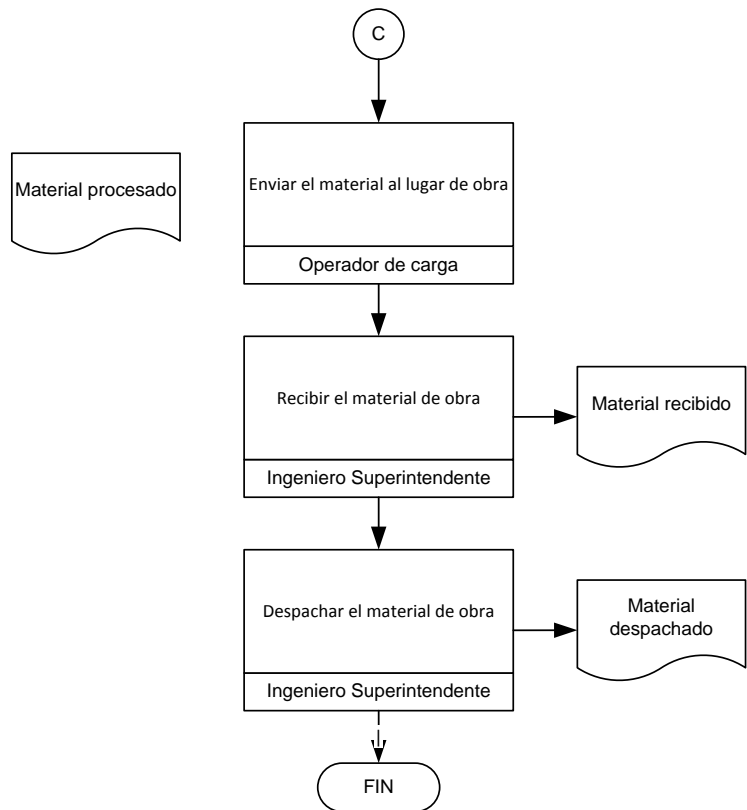 C
Material procesado
Enviar el material al lugar de obra
Operador de carga
Recibir el material de obra
Material recibido
Ingeniero Superintendente
Despachar el material de obra
Material
despachado
Ingeniero Superintendente
FIN